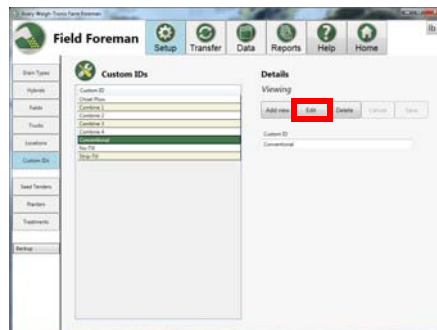 Avery Weigh-Tronix Farm Foreman
Field Foreman
Setup
Transfer
Data
Reports
Help
Home
lb
Grain Types
Hybrids
Fields
Trucks
Locations
Custom IDs
Seed Tenders
Planters
Treatments
Backup
Custom IDs
Custom ID
Chisel Plow
Combine 1
Combine 2
Combine 3
Combine 4
Conventional
No-Till
Strip-Till
Details
Viewing
Add new
Edit
Delete
Cancel
Save
Custom ID
Conventional